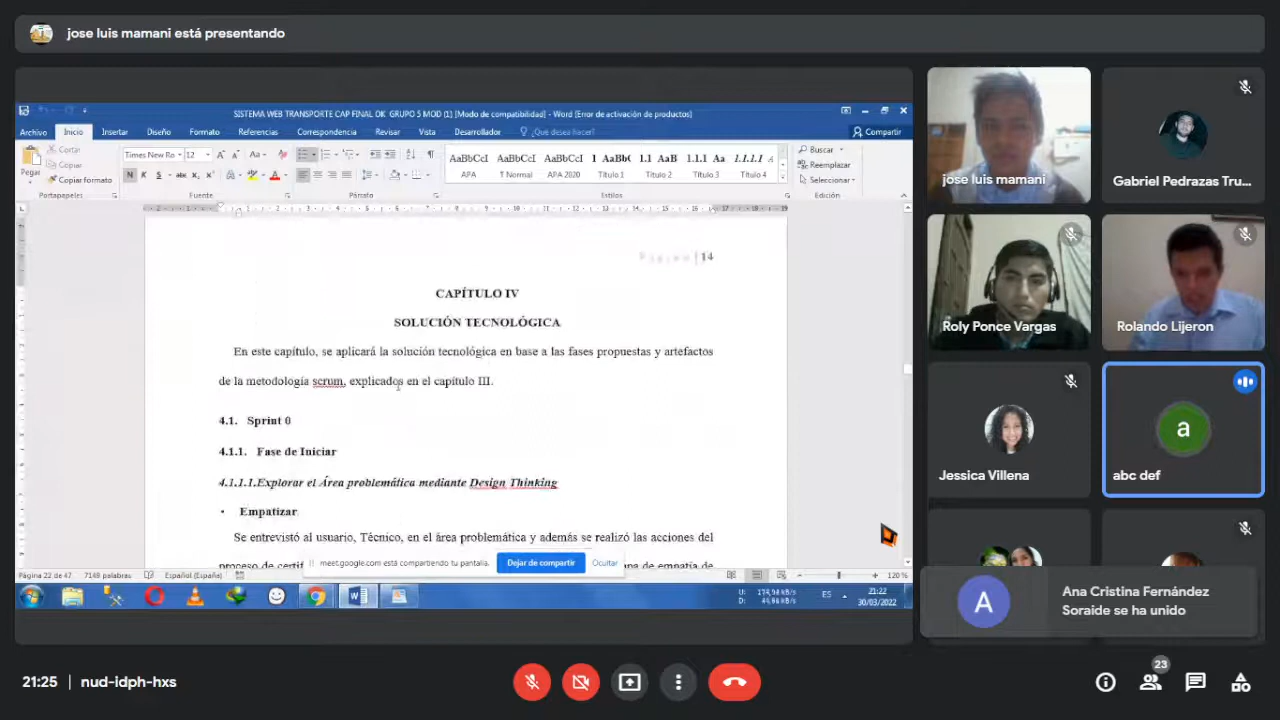 jose luis mamani está presentando
SISTEMA WEB TRANSPORTE CAP FINAL OK GRUPO 5 MOD (1) [Modo de compatibilidad] - Word [Error de activación de productos]
Archivo Inicio Insertar Diseño Formato Referencias Correspondencia Revisar Vista Desarrollador ¿Qué desea hacer? Compartir
Pegar
Cortar
Copiar
Copiar formato
Portapapeles
Times New Ro 12
Fuente
Párrafo
AaBbCcI AaBbCcI AaBbCcI 1 AaBbC 1.1 AaB 1.1.1 Aa 1.1.1.1 A
APA T Normal APA 2020 Título 1 Título 2 Título 3 Título 4
Estilos
Buscar
Reemplazar
Seleccionar
Edición
Página | 14
CAPÍTULO IV
SOLUCIÓN TECNOLÓGICA
En este capítulo, se aplicará la solución tecnológica en base a las fases propuestas y artefactos
de la metodología scrum, explicados en el capítulo III.
4.1. Sprint 0
4.1.1. Fase de Iniciar
4.1.1.1.Explorar el Área problemática mediante Design Thinking
• Empatizar
Se entrevistó al usuario, Técnico, en el área problemática y además se realizó las acciones del
meet.google.com está compartiendo tu pantalla.
Dejar de compartir
Ocultar
Página 22 de 47 7149 palabras Español (España) 120 %
U: 174,98 kB/s
D: 44,86 kB/s
ES
21:22
30/03/2022
jose luis mamani
Gabriel Pedrazas Tru...
Roly Ponce Vargas
Rolando Lijeron
Jessica Villena
a
abc def
A
Ana Cristina Fernández
Soraide se ha unido
21:25 | nud-idph-hxs
23